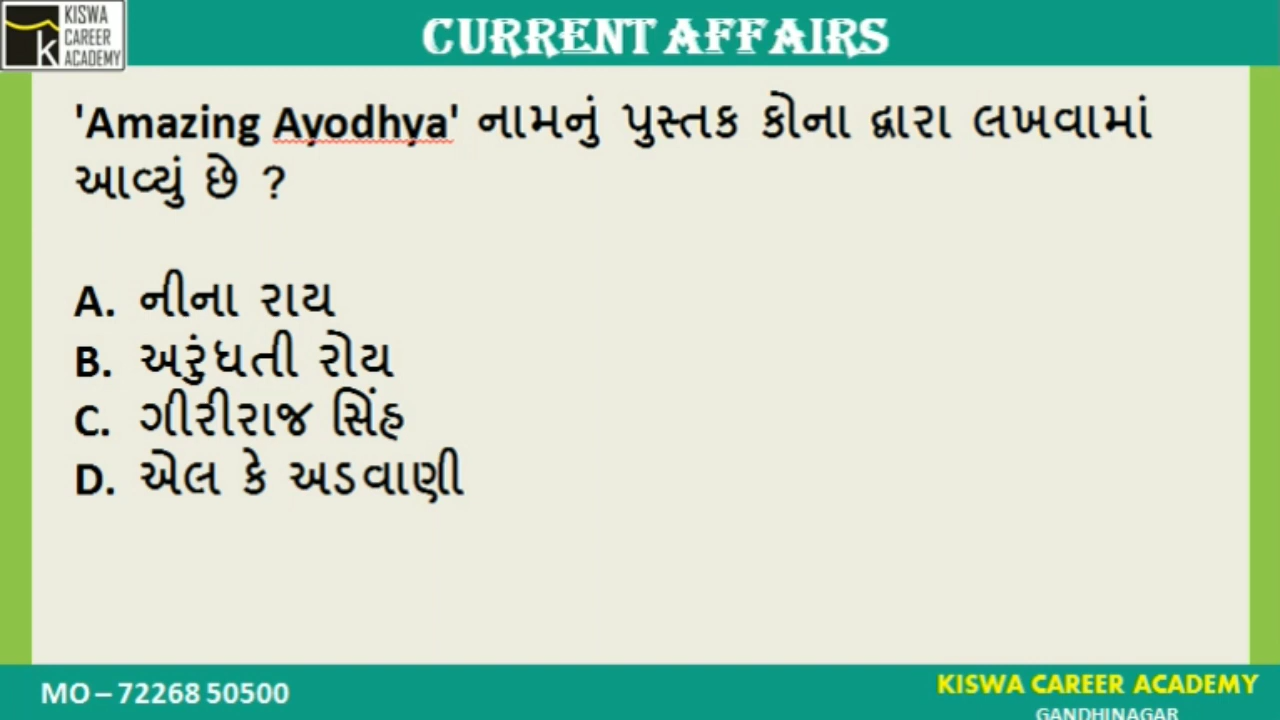 KISWA
CAREER
ACADEMY
CURRENT AFFAIRS
'Amazing Ayodhya' નામનું પુસ્તક કોના દ્વારા લખવામાં
આવ્યું છે ?
A. નીના રાય
B. અરુંધતી રોય
C. ગીરીરાજ સિંહ
D. એલ કે અડવાણી
MO – 72268 50500
KISWA CAREER ACADEMY
GANDHINAGAR